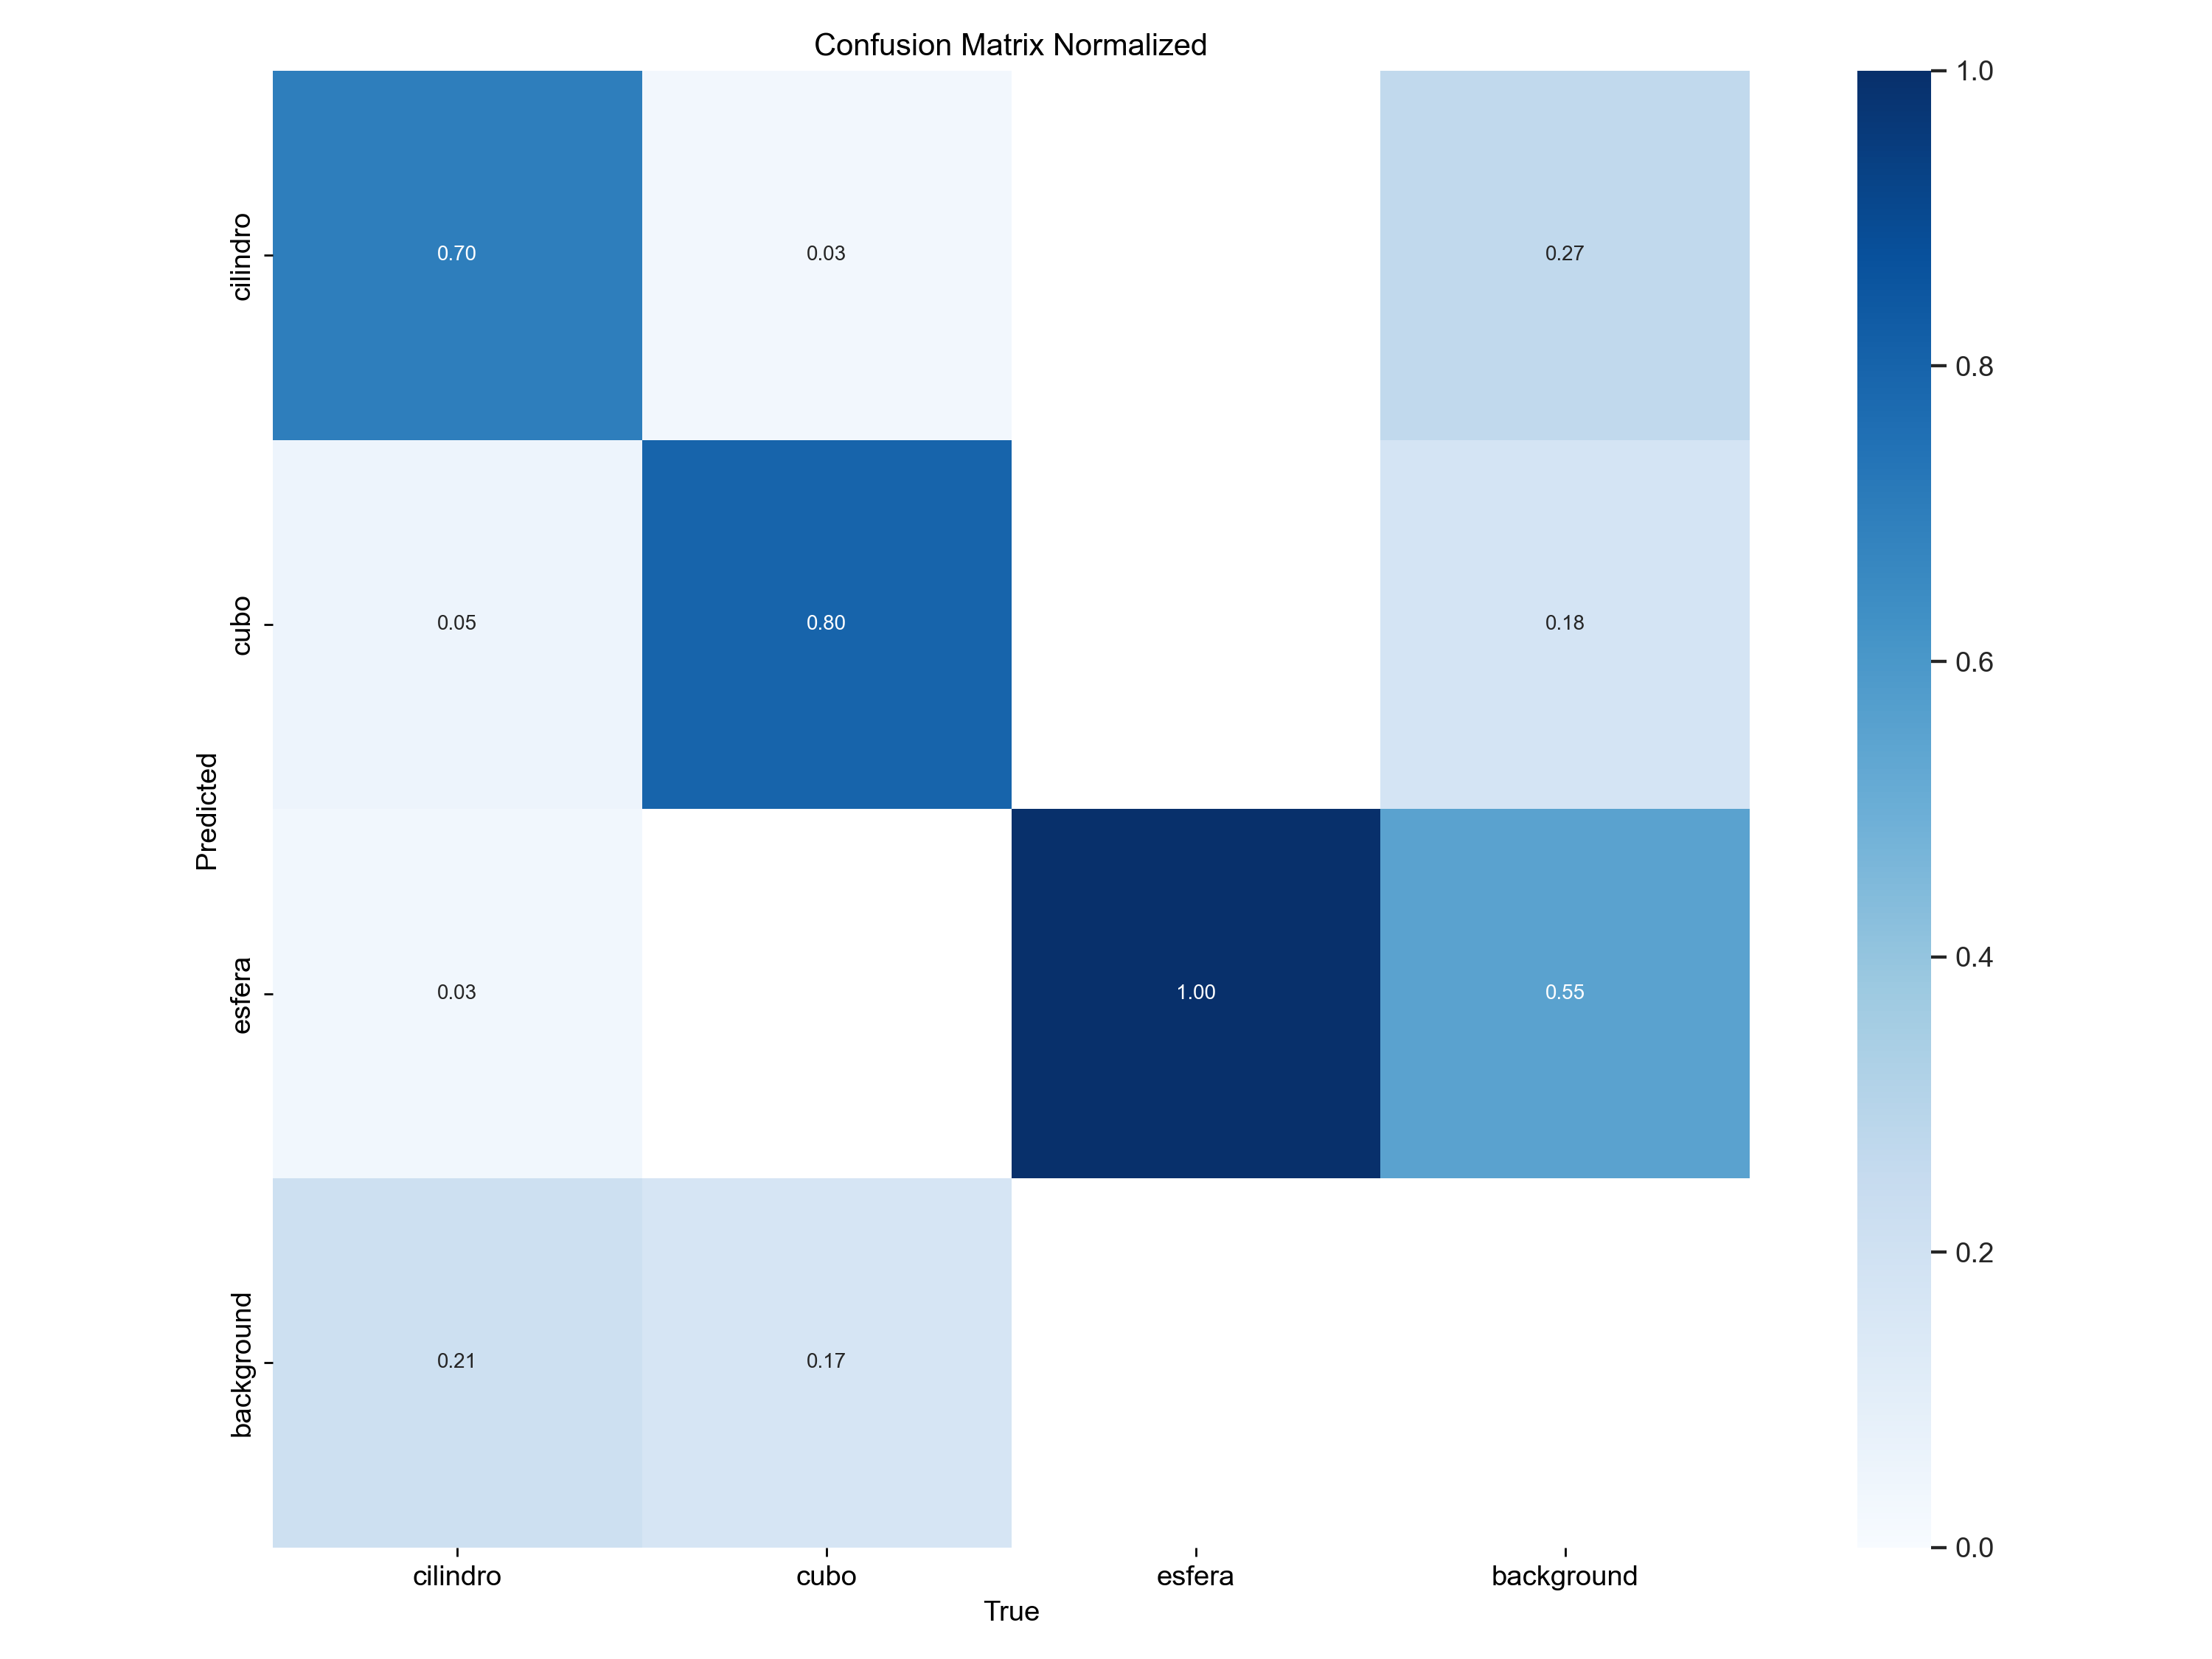 Confusion Matrix Normalized
cilindro
0.70
0.03
0.27
cubo
0.05
0.80
0.18
esfera
0.03
1.00
0.55
background
0.21
0.17
Predicted
cilindro
cubo
esfera
background
True
1.0
0.8
0.6
0.4
0.2
0.0